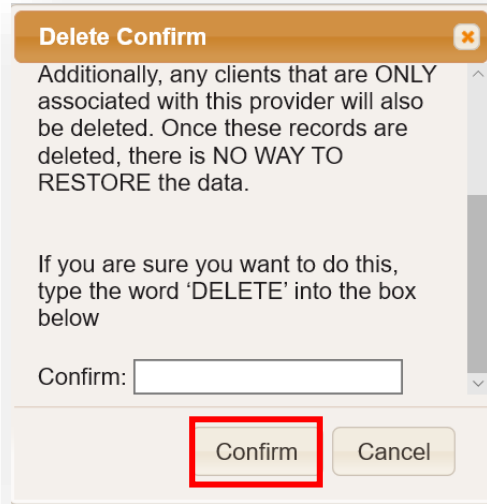 Delete Confirm
Additionally, any clients that are ONLY
associated with this provider will also
be deleted. Once these records are
deleted, there is NO WAY TO
RESTORE the data.
If you are sure you want to do this,
type the word ‘DELETE’ into the box
below
Confirm:
Confirm Cancel